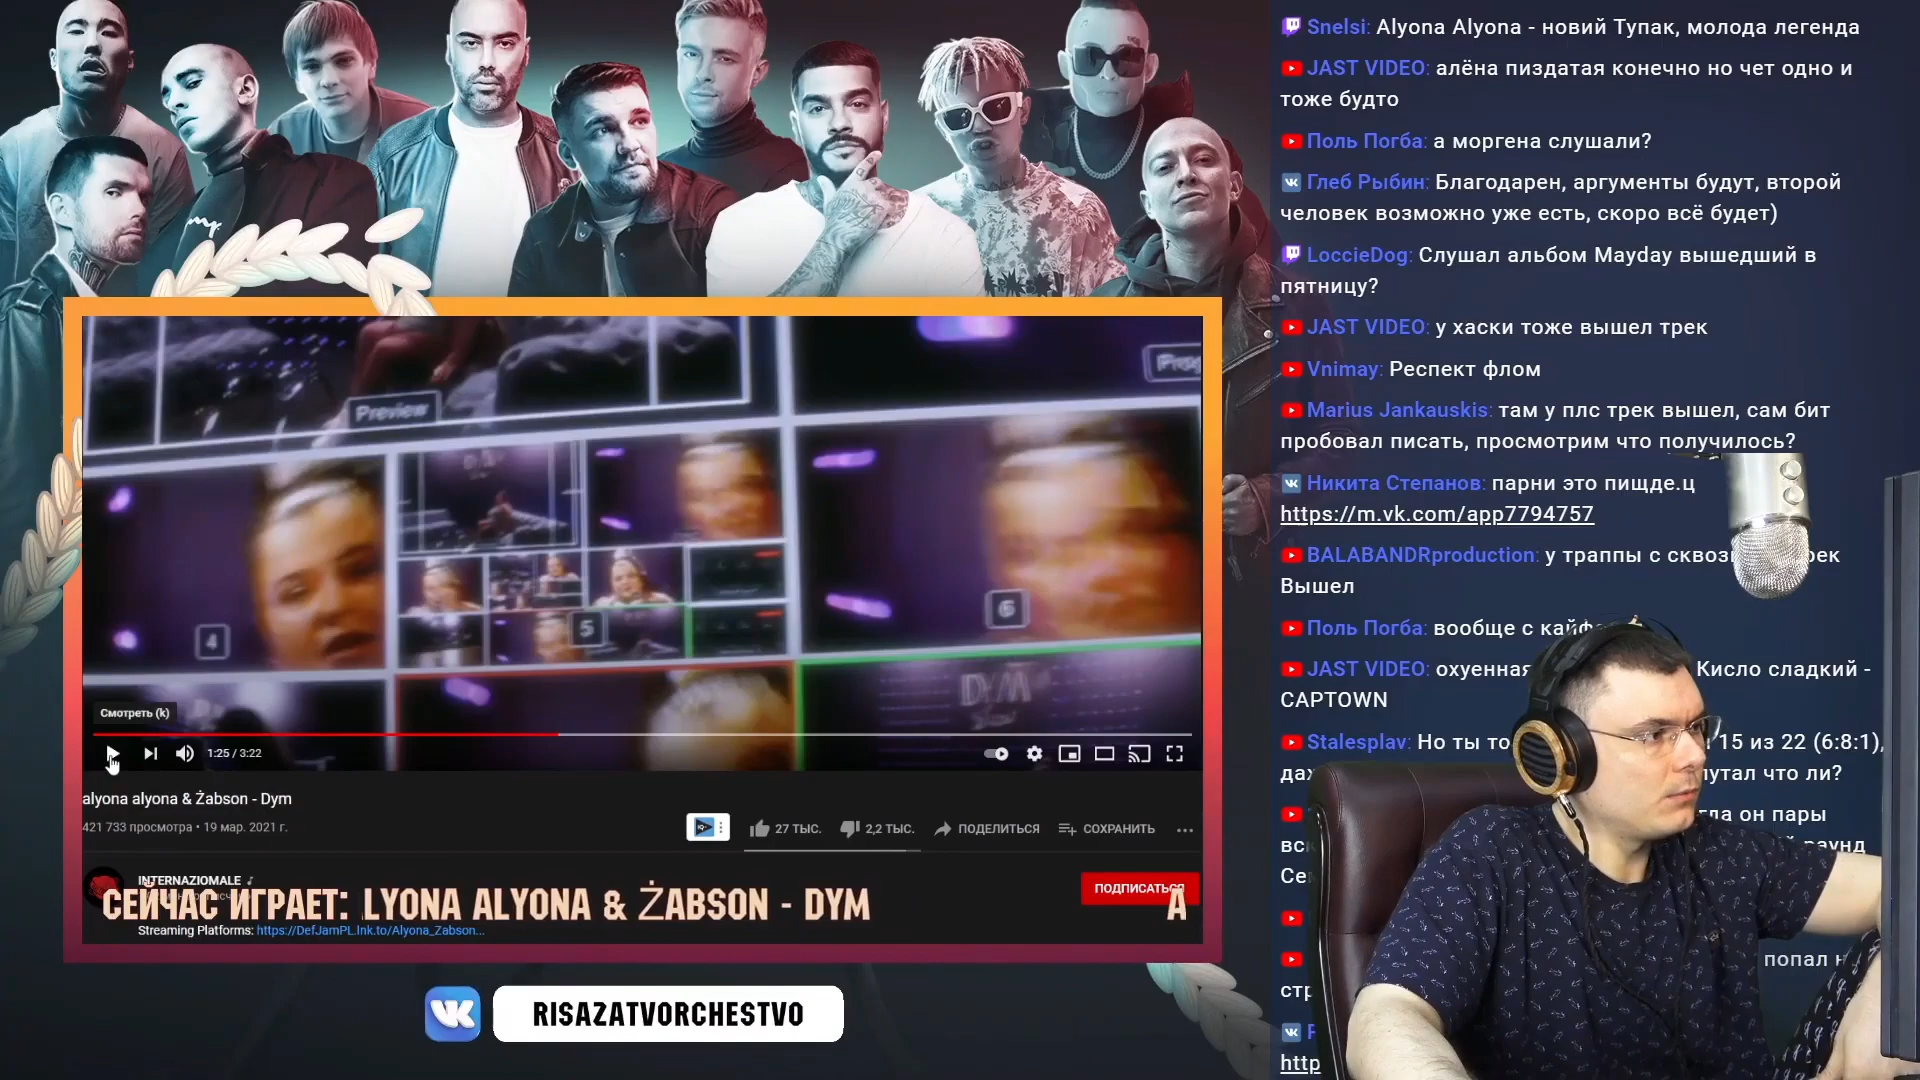 Preview
4
5
6
DYM
Смотреть (k)
1:25 / 3:22
alyona alyona & Żabson - Dym
421 733 просмотра • 19 мар. 2021 г.
27 ТЫС.
2,2 ТЫС.
ПОДЕЛИТЬСЯ
СОХРАНИТЬ
INTERNAZIOMALE
ПОДПИСАТЬСЯ
СЕЙЧАС ИГРАЕТ: LYONA ALYONA & ŻABSON - DYM A
Streaming Platforms: https://DefJamPL.lnk.to/Alyona_Zabson...
RISAZATVORCHESTVO
Snelsi: Alyona Alyona - новий Тупак, молода легенда
JAST VIDEO: алёна пиздатая конечно но чет одно и
тоже будто
Поль Погба: а моргена слушали?
Глеб Рыбин: Благодарен, аргументы будут, второй
человек возможно уже есть, скоро всё будет)
LoccieDog: Слушал альбом Mayday вышедший в
пятницу?
JAST VIDEO: у хаски тоже вышел трек
Vnimay: Респект флом
Marius Jankauskis: там у плс трек вышел, сам бит
пробовал писать, просмотрим что получилось?
Никита Степанов: парни это пищде.ц
https://m.vk.com/app7794757
BALABANDRproduction: у траппы с
Вышел
Поль Погба: вообще с
JAST VIDEO: охуенная Кисло сладкий -
CAPTOWN
Stalesplav: Но ты 15 из 22 (6:8:1),
что ли?
он пары
попал
http